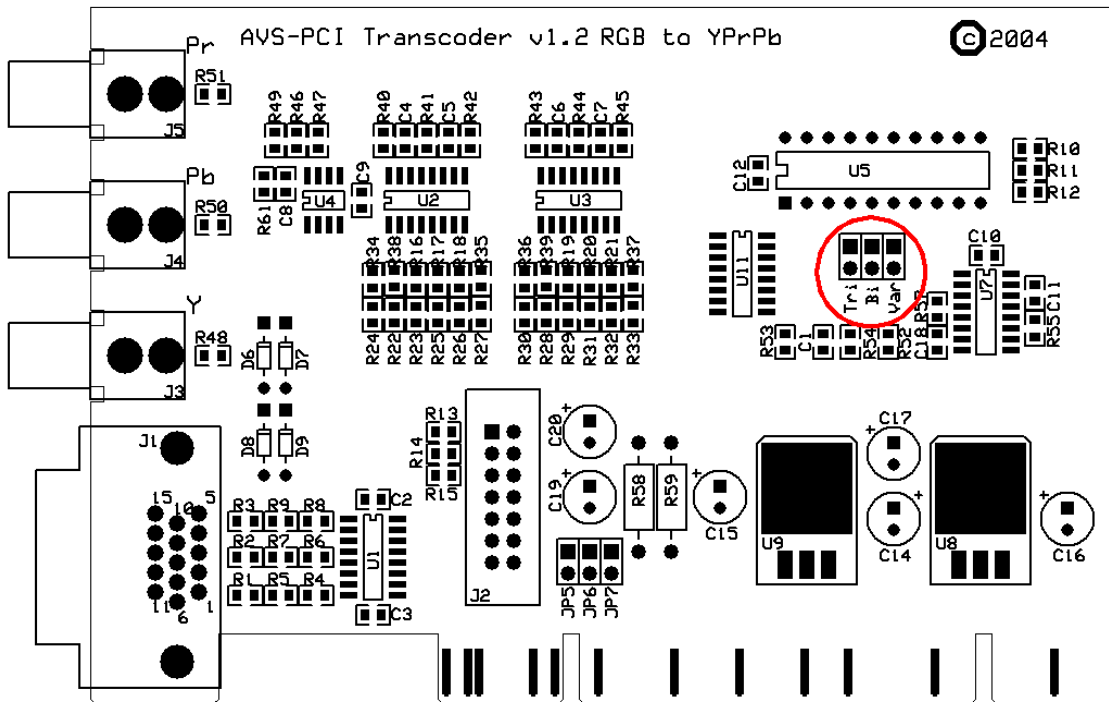 AVS-PCI Transcoder v1.2 RGB to YPrPb
© 2004
Pr
R51
J5
R49 R46 R47
R40 C4 R41 C5 R42
R43 C6 R44 C7 R45
Pb
R50
J4
R61 C8 U4 C9 U2 U3
C12 U5
R10
R11
R12
R34 R38 R16 R17 R18 R35
R36 R39 R19 R20 R21 R37
R24 R22 R23 R25 R26 R27
R30 R28 R29 R31 R32 R33
U11
Tri Bi Var
C10
U7
C11
R57
R55
R53 C1 R54 R52 C18
Y
R48
J3
D6 D7
D8 D9
J1
15 10 5
11 6 1
R13
R14
R15
R3 R9 R8
R2 R7 R6
R1 R5 R4
C2
U1
C3
J2
C20
+
C19
+
R58 R59
+
C15
JP5 JP6 JP7
U9
C17
+
C14
+
U8
+
C16